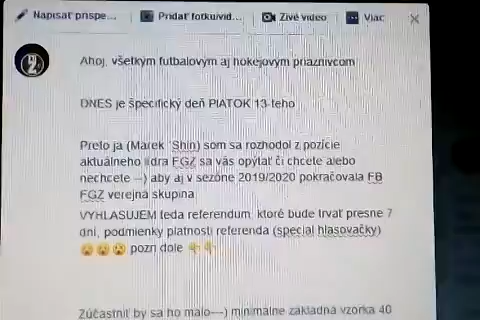 Napísať príspe... Pridať fotku/vid... Živé video Viac
Ahoj, všetkým futbalovým aj hokejovým priaznivcom
DNES je špecifický deň PIATOK 13-teho
Preto ja (Marek ˇShin) som sa rozhodol z pozície
aktuálneho lídra FGZ sa vás opýtať či chcete alebo
nechcete --) aby aj v sezóne 2019/2020 pokračovala FB
FGZ verejná skupina
VYHLASUJEM teda referendum, ktoré bude trvať presne 7
dní, podmienky platnosti referenda (special hlasovačky)
😮😮😮 pozri dole 👇👇
Zúčastniť by sa ho malo---) minimálne základná vzorka 40